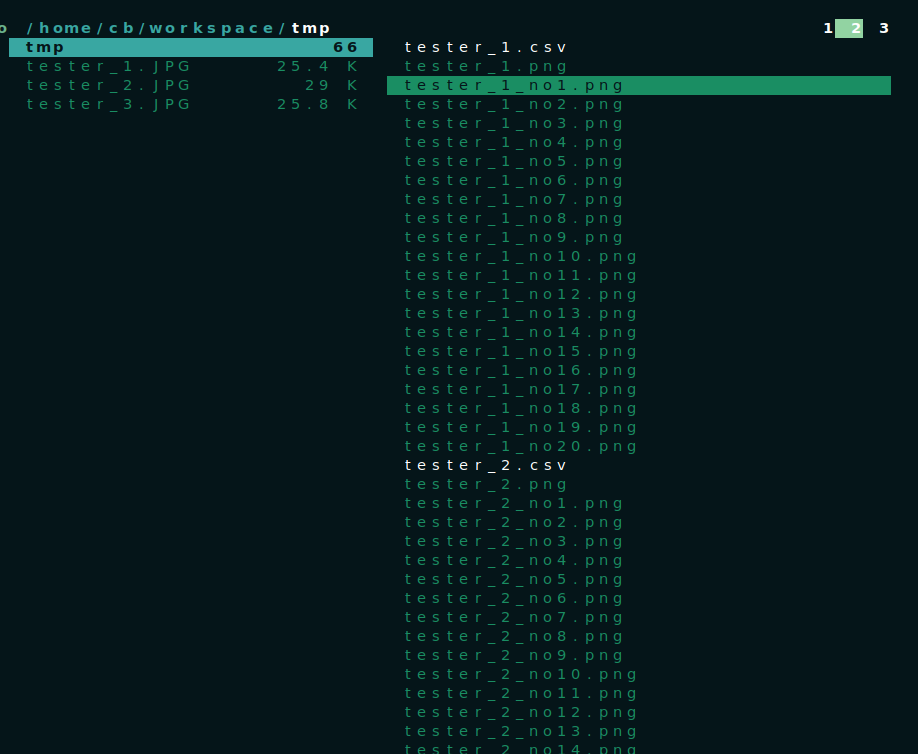 o /home/cb/workspace/tmp 1 2 3
tmp 66
tester_1.JPG 25.4 K
tester_2.JPG 29 K
tester_3.JPG 25.8 K
tester_1.csv
tester_1.png
tester_1_no1.png
tester_1_no2.png
tester_1_no3.png
tester_1_no4.png
tester_1_no5.png
tester_1_no6.png
tester_1_no7.png
tester_1_no8.png
tester_1_no9.png
tester_1_no10.png
tester_1_no11.png
tester_1_no12.png
tester_1_no13.png
tester_1_no14.png
tester_1_no15.png
tester_1_no16.png
tester_1_no17.png
tester_1_no18.png
tester_1_no19.png
tester_1_no20.png
tester_2.csv
tester_2.png
tester_2_no1.png
tester_2_no2.png
tester_2_no3.png
tester_2_no4.png
tester_2_no5.png
tester_2_no6.png
tester_2_no7.png
tester_2_no8.png
tester_2_no9.png
tester_2_no10.png
tester_2_no11.png
tester_2_no12.png
tester_2_no13.png
tester_2_no14.png